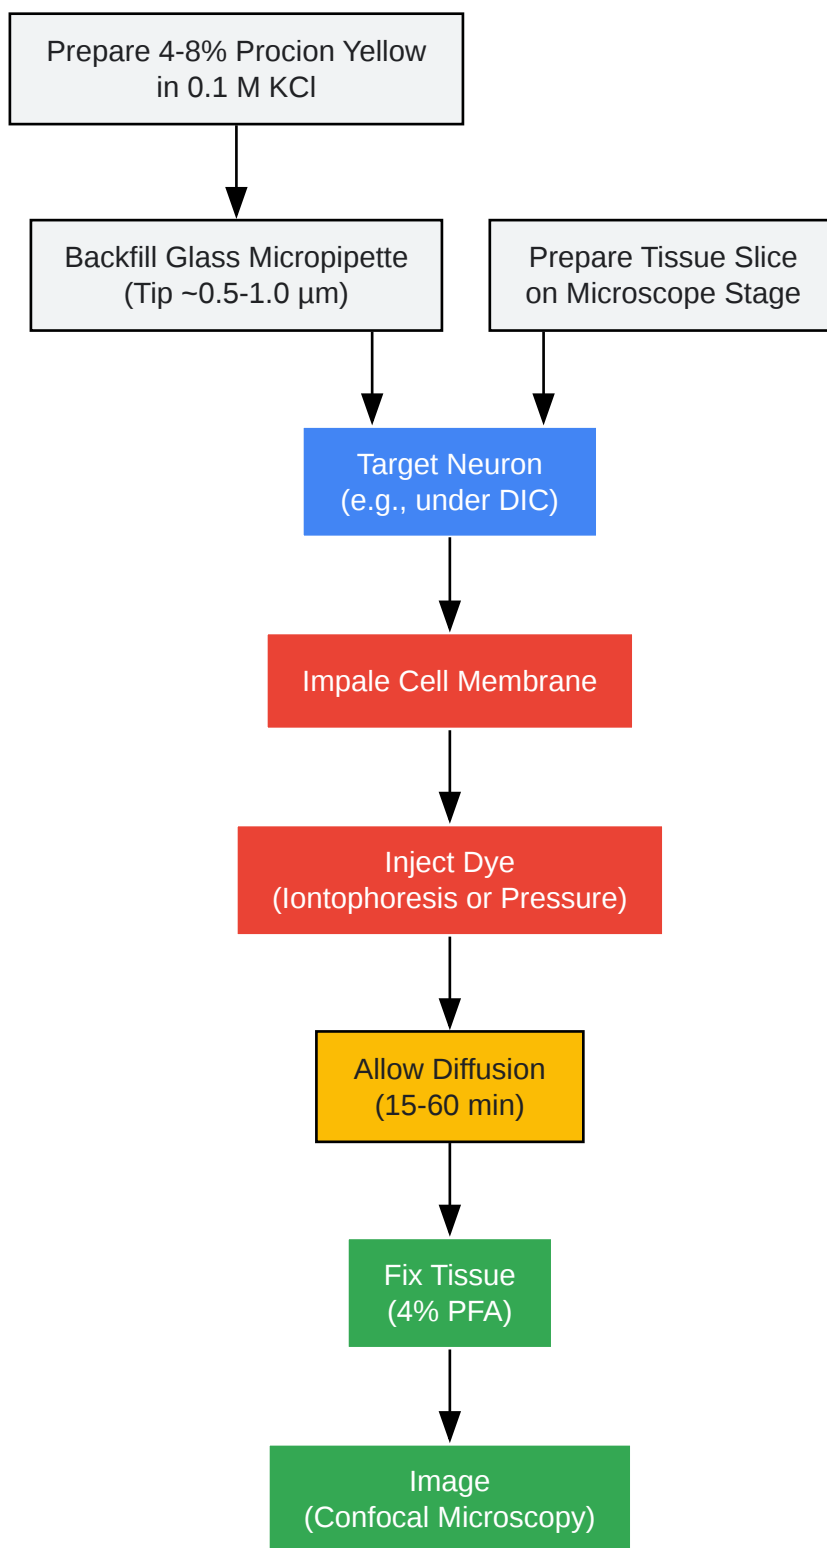 Prepare 4-8% Procion Yellow
in 0.1 M KCl
Backfill Glass Micropipette
(Tip ~0.5-1.0 µm)
Prepare Tissue Slice
on Microscope Stage
Target Neuron
(e.g., under DIC)
Impale Cell Membrane
Inject Dye
(Iontophoresis or Pressure)
Allow Diffusion
(15-60 min)
Fix Tissue
(4% PFA)
Image
(Confocal Microscopy)